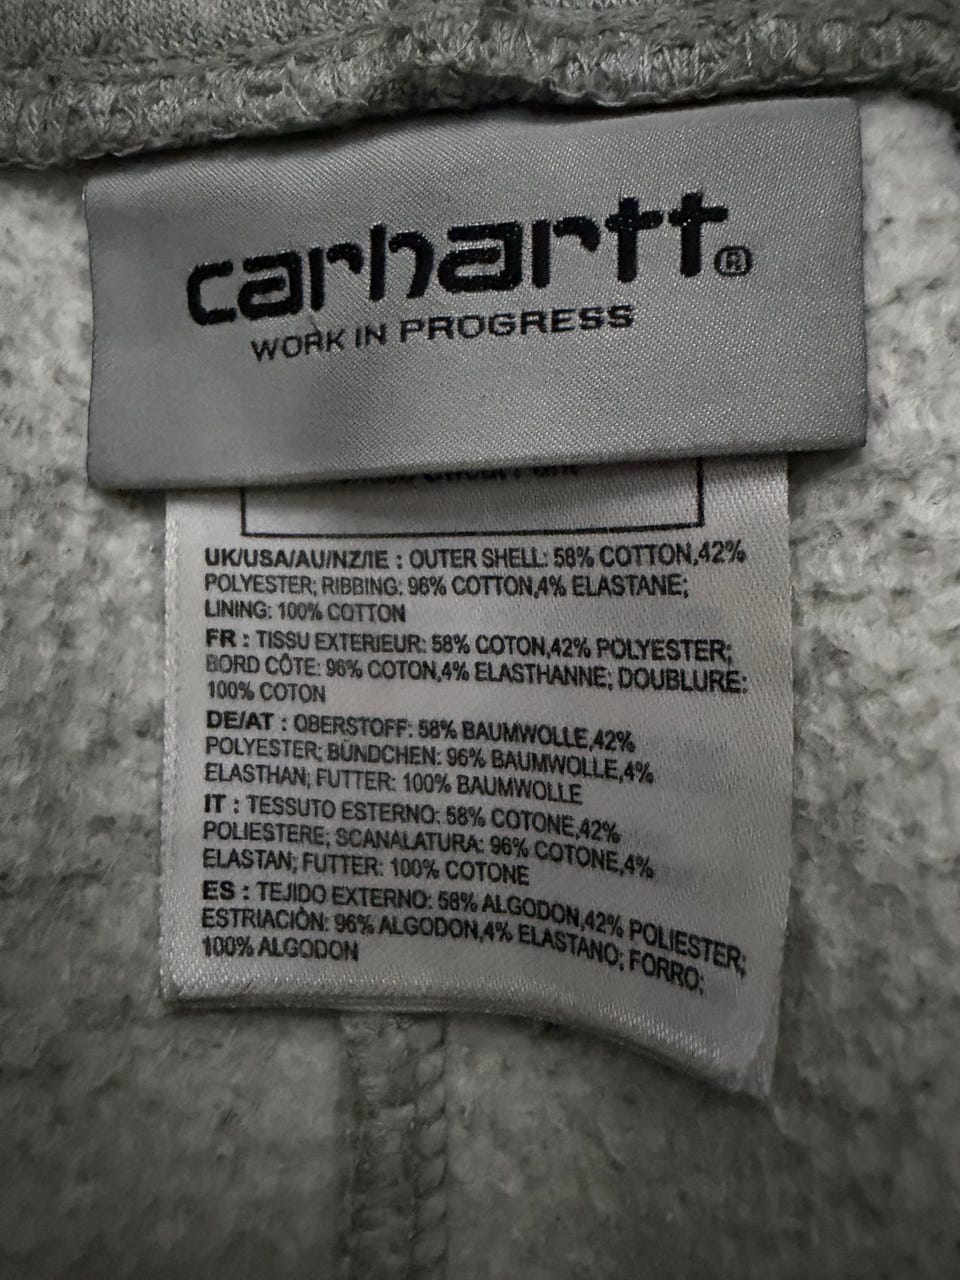 carhartt®
WORK IN PROGRESS
UK/USA/AU/NZ/IE : OUTER SHELL: 58% COTTON,42%
POLYESTER; RIBBING: 96% COTTON,4% ELASTANE;
LINING: 100% COTTON
FR : TISSU EXTERIEUR: 58% COTON,42% POLYESTER;
BORD CÔTE: 96% COTON,4% ELASTHANNE; DOUBLURE:
100% COTON
DE/AT : OBERSTOFF: 58% BAUMWOLLE,42%
POLYESTER; BÜNDCHEN: 96% BAUMWOLLE,4%
ELASTHAN; FUTTER: 100% BAUMWOLLE
IT : TESSUTO ESTERNO: 58% COTONE,42%
POLIESTERE; SCANALATURA: 96% COTONE,4%
ELASTAN; FUTTER: 100% COTONE
ES : TEJIDO EXTERNO: 58% ALGODON,42% POLIESTER;
ESTRIACIÒN: 96% ALGODON,4% ELASTANO; FORRO:
100% ALGODON